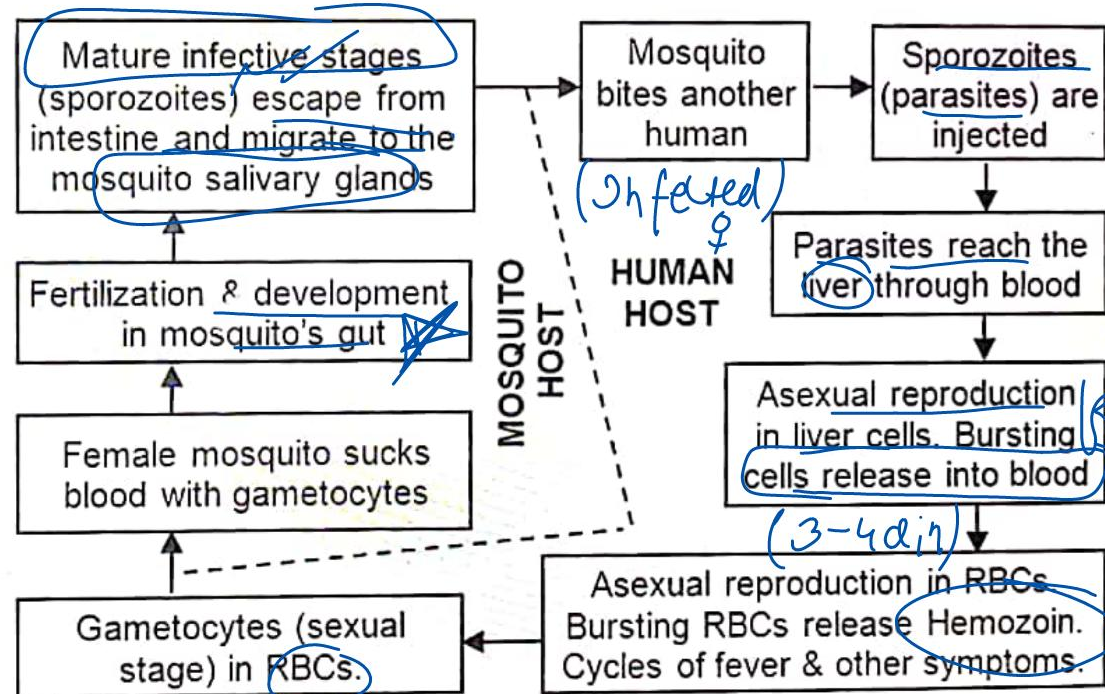 Mature infective stages
(sporozoites) escape from
intestine and migrate to the
mosquito salivary glands
Mosquito
bites another
human
(Infected)
♀
Sporozoites
(parasites) are
injected
Parasites reach the
liver through blood
Asexual reproduction
in liver cells. Bursting
cells release into blood
(3-4 din)
Asexual reproduction in RBCs.
Bursting RBCs release Hemozoin.
Cycles of fever & other symptoms.
Gametocytes (sexual
stage) in RBCs.
Female mosquito sucks
blood with gametocytes
Fertilization & development
in mosquito's gut
MOSQUITO
HOST
HUMAN
HOST